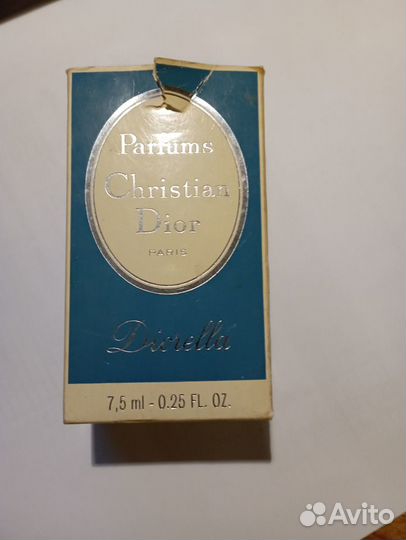 Parfums
Christian
Dior
PARIS
Diorella
7,5 ml - 0.25 FL. OZ.
Avito